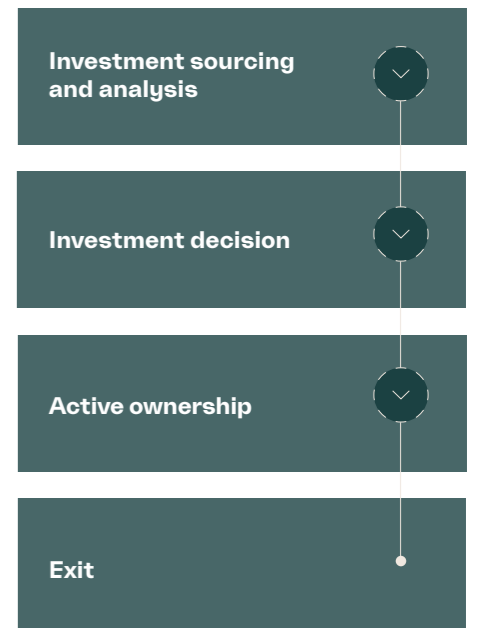 Investment sourcing
and analysis
Investment decision
Active ownership
Exit